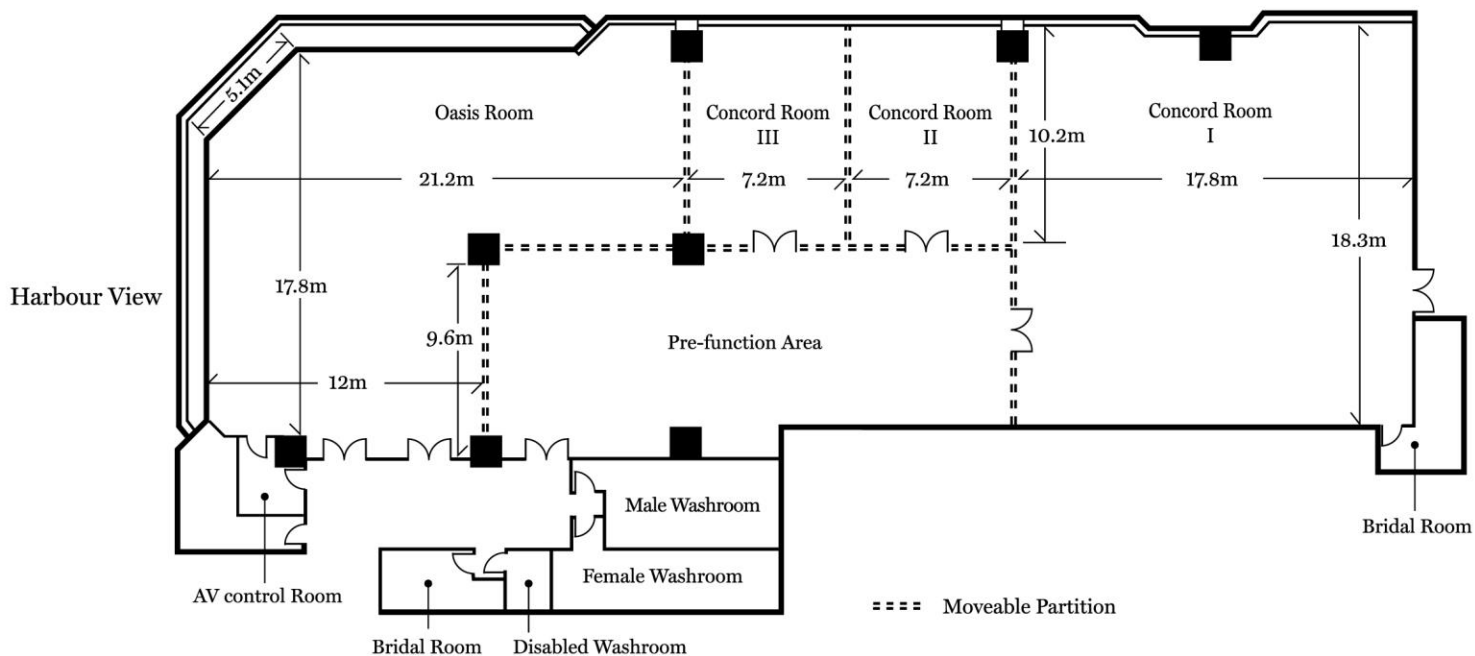 5.1m
Oasis Room
Concord Room
III
Concord Room
II
Concord Room
I
10.2m
21.2m
7.2m
7.2m
17.8m
18.3m
Harbour View
17.8m
9.6m
Pre-function Area
12m
Male Washroom
Bridal Room
Female Washroom
AV control Room
Moveable Partition
Bridal Room
Disabled Washroom